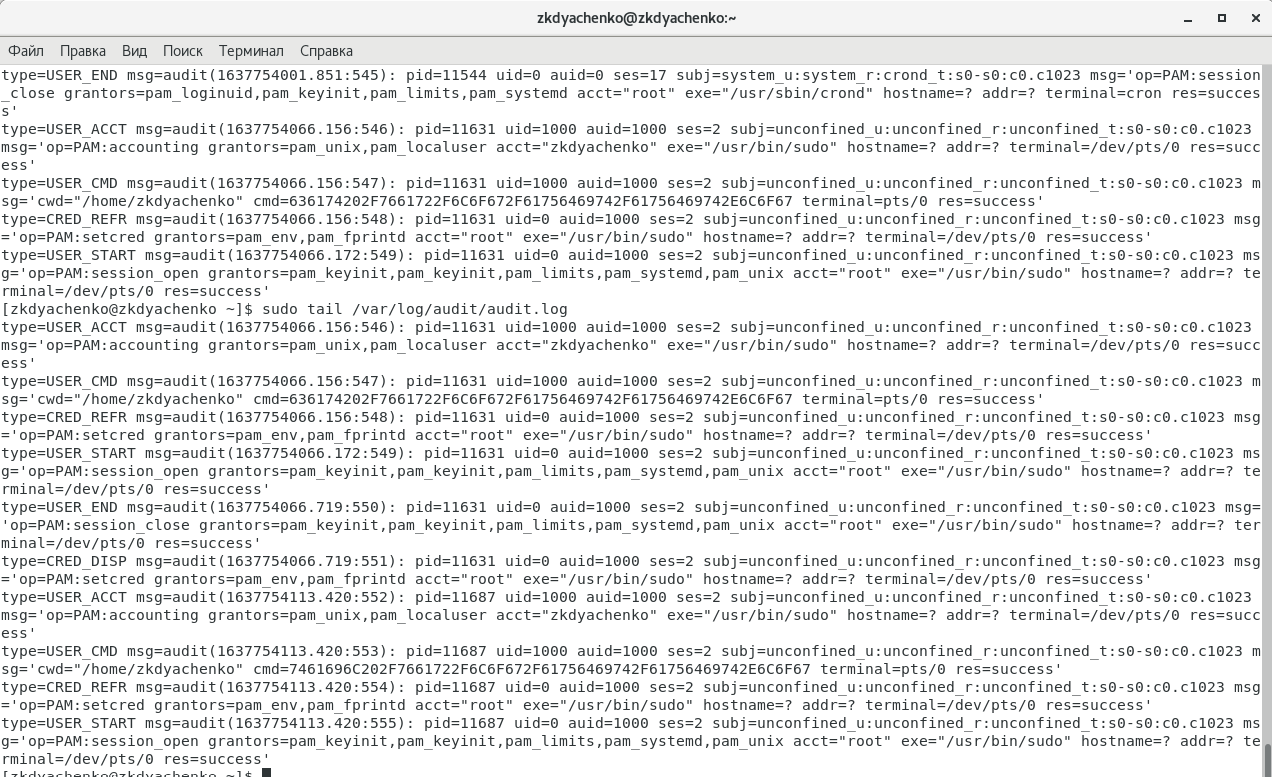 zkdyachenko@zkdyachenko:~
Файл Правка Вид Поиск Терминал Справка
type=USER_END msg=audit(1637754001.851:545): pid=11544 uid=0 auid=0 ses=17 subj=system_u:system_r:crond_t:s0-s0:c0.c1023 msg='op=PAM:session
_close grantors=pam_loginuid,pam_keyinit,pam_limits,pam_systemd acct="root" exe="/usr/sbin/crond" hostname=? addr=? terminal=cron res=succes
s'
type=USER_ACCT msg=audit(1637754066.156:546): pid=11631 uid=1000 auid=1000 ses=2 subj=unconfined_u:unconfined_r:unconfined_t:s0-s0:c0.c1023
msg='op=PAM:accounting grantors=pam_unix,pam_localuser acct="zkdyachenko" exe="/usr/bin/sudo" hostname=? addr=? terminal=/dev/pts/0 res=succ
ess'
type=USER_CMD msg=audit(1637754066.156:547): pid=11631 uid=1000 auid=1000 ses=2 subj=unconfined_u:unconfined_r:unconfined_t:s0-s0:c0.c1023 m
sg='cwd="/home/zkdyachenko" cmd=636174202F7661722F6C6F672F61756469742F61756469742E6C6F67 terminal=pts/0 res=success'
type=CRED_REFR msg=audit(1637754066.156:548): pid=11631 uid=0 auid=1000 ses=2 subj=unconfined_u:unconfined_r:unconfined_t:s0-s0:c0.c1023 msg
='op=PAM:setcred grantors=pam_env,pam_fprintd acct="root" exe="/usr/bin/sudo" hostname=? addr=? terminal=/dev/pts/0 res=success'
type=USER_START msg=audit(1637754066.172:549): pid=11631 uid=0 auid=1000 ses=2 subj=unconfined_u:unconfined_r:unconfined_t:s0-s0:c0.c1023 ms
g='op=PAM:session_open grantors=pam_keyinit,pam_keyinit,pam_limits,pam_systemd,pam_unix acct="root" exe="/usr/bin/sudo" hostname=? addr=? te
rminal=/dev/pts/0 res=success'
[zkdyachenko@zkdyachenko ~]$ sudo tail /var/log/audit/audit.log
type=USER_ACCT msg=audit(1637754066.156:546): pid=11631 uid=1000 auid=1000 ses=2 subj=unconfined_u:unconfined_r:unconfined_t:s0-s0:c0.c1023
msg='op=PAM:accounting grantors=pam_unix,pam_localuser acct="zkdyachenko" exe="/usr/bin/sudo" hostname=? addr=? terminal=/dev/pts/0 res=succ
ess'
type=USER_CMD msg=audit(1637754066.156:547): pid=11631 uid=1000 auid=1000 ses=2 subj=unconfined_u:unconfined_r:unconfined_t:s0-s0:c0.c1023 m
sg='cwd="/home/zkdyachenko" cmd=636174202F7661722F6C6F672F61756469742F61756469742E6C6F67 terminal=pts/0 res=success'
type=CRED_REFR msg=audit(1637754066.156:548): pid=11631 uid=0 auid=1000 ses=2 subj=unconfined_u:unconfined_r:unconfined_t:s0-s0:c0.c1023 msg
='op=PAM:setcred grantors=pam_env,pam_fprintd acct="root" exe="/usr/bin/sudo" hostname=? addr=? terminal=/dev/pts/0 res=success'
type=USER_START msg=audit(1637754066.172:549): pid=11631 uid=0 auid=1000 ses=2 subj=unconfined_u:unconfined_r:unconfined_t:s0-s0:c0.c1023 ms
g='op=PAM:session_open grantors=pam_keyinit,pam_keyinit,pam_limits,pam_systemd,pam_unix acct="root" exe="/usr/bin/sudo" hostname=? addr=? te
rminal=/dev/pts/0 res=success'
type=USER_END msg=audit(1637754066.719:550): pid=11631 uid=0 auid=1000 ses=2 subj=unconfined_u:unconfined_r:unconfined_t:s0-s0:c0.c1023 msg=
'op=PAM:session_close grantors=pam_keyinit,pam_keyinit,pam_limits,pam_systemd,pam_unix acct="root" exe="/usr/bin/sudo" hostname=? addr=? ter
minal=/dev/pts/0 res=success'
type=CRED_DISP msg=audit(1637754066.719:551): pid=11631 uid=0 auid=1000 ses=2 subj=unconfined_u:unconfined_r:unconfined_t:s0-s0:c0.c1023 msg
='op=PAM:setcred grantors=pam_env,pam_fprintd acct="root" exe="/usr/bin/sudo" hostname=? addr=? terminal=/dev/pts/0 res=success'
type=USER_ACCT msg=audit(1637754113.420:552): pid=11687 uid=1000 auid=1000 ses=2 subj=unconfined_u:unconfined_r:unconfined_t:s0-s0:c0.c1023
msg='op=PAM:accounting grantors=pam_unix,pam_localuser acct="zkdyachenko" exe="/usr/bin/sudo" hostname=? addr=? terminal=/dev/pts/0 res=succ
ess'
type=USER_CMD msg=audit(1637754113.420:553): pid=11687 uid=1000 auid=1000 ses=2 subj=unconfined_u:unconfined_r:unconfined_t:s0-s0:c0.c1023 m
sg='cwd="/home/zkdyachenko" cmd=7461696C202F7661722F6C6F672F61756469742F61756469742E6C6F67 terminal=pts/0 res=success'
type=CRED_REFR msg=audit(1637754113.420:554): pid=11687 uid=0 auid=1000 ses=2 subj=unconfined_u:unconfined_r:unconfined_t:s0-s0:c0.c1023 msg
='op=PAM:setcred grantors=pam_env,pam_fprintd acct="root" exe="/usr/bin/sudo" hostname=? addr=? terminal=/dev/pts/0 res=success'
type=USER_START msg=audit(1637754113.420:555): pid=11687 uid=0 auid=1000 ses=2 subj=unconfined_u:unconfined_r:unconfined_t:s0-s0:c0.c1023 ms
g='op=PAM:session_open grantors=pam_keyinit,pam_keyinit,pam_limits,pam_systemd,pam_unix acct="root" exe="/usr/bin/sudo" hostname=? addr=? te
rminal=/dev/pts/0 res=success'
[zkdyachenko@zkdyachenko ~]$